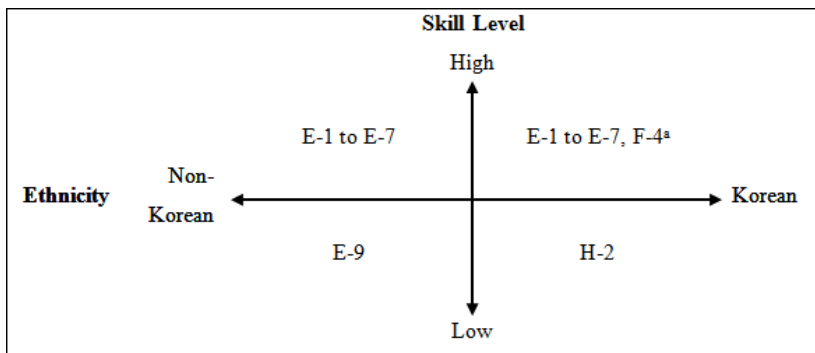 Skill Level
High
E-1 to E-7
E-1 to E-7, F-4ª
Non-
Ethnicity
Korean
Korean
E-9
H-2
Low